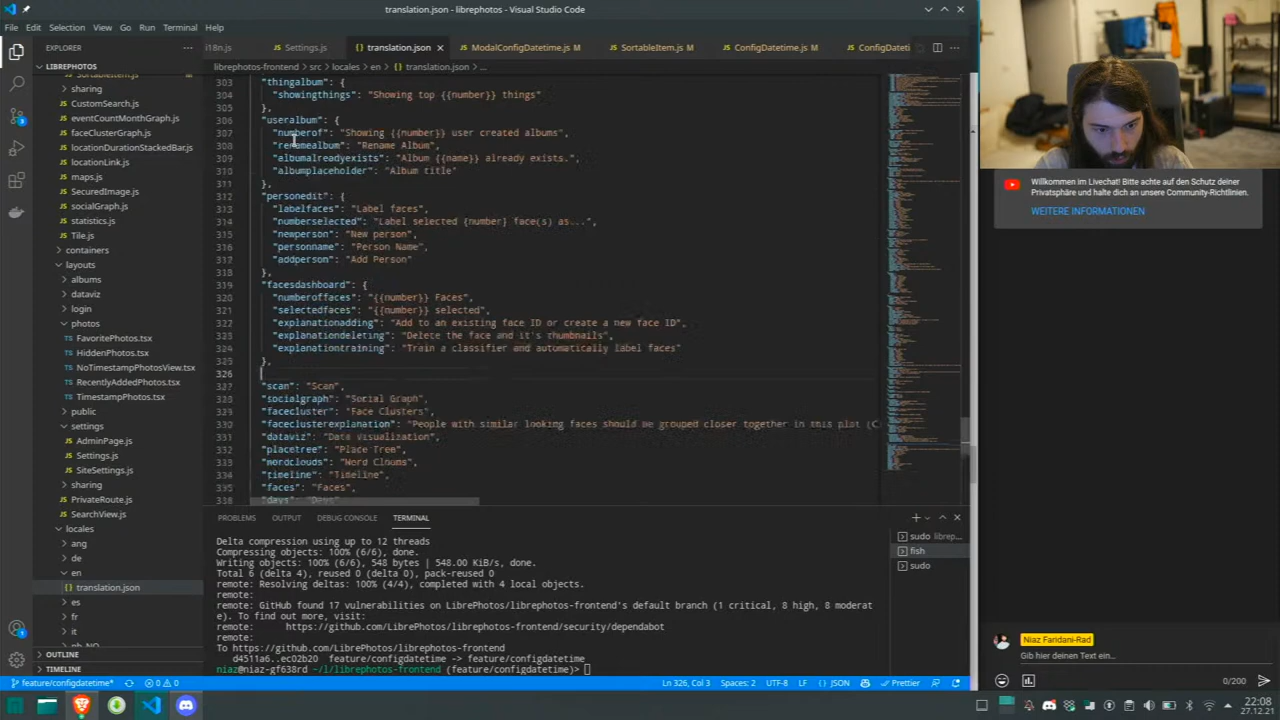 translation.json - librephotos - Visual Studio Code
File Edit Selection View Go Run Terminal Help
EXPLORER
i18n.js Settings.js translation.json ModalConfigDatetime.js M SortableItem.js M ConfigDatetime.js M ConfigDateti
LIBREPHOTOS
librephotos-frontend > src > locales > en > translation.json > ...
SortableItem.js
sharing
CustomSearch.js
eventCountMonthGraph.js
faceClusterGraph.js
locationDurationStackedBar.js
locationLink.js
maps.js
SecuredImage.js
socialGraph.js
statistics.js
Tile.js
containers
layouts
albums
dataviz
login
photos
FavoritePhotos.tsx
HiddenPhotos.tsx
NoTimestampPhotosView.tsx
RecentlyAddedPhotos.tsx
TimestampPhotos.tsx
public
settings
AdminPage.js
Settings.js
SiteSettings.js
sharing
PrivateRoute.js
SearchView.js
locales
ang
de
en
translation.json
es
fr
it
nb_NO
OUTLINE
TIMELINE
303 "thingalbum": {
304 "showingthings": "Showing top {{number}} things"
305 },
306 "useralbum": {
307 "numberof": "Showing {{number}} user created albums",
308 "renamealbum": "Rename Album",
309 "albumalreadyexists": "Album {{name}} already exists.",
310 "albumplaceholder": "Album title"
311 },
312 "personedit": {
313 "labelfaces": "Label faces",
314 "numberselected": "Label selected {number} face(s) as...",
315 "newperson": "New person",
316 "personname": "Person Name",
317 "addperson": "Add Person"
318 },
319 "facesdashboard": {
320 "numberoffaces": "{{number}} Faces",
321 "selectedfaces": "{{number}} selected",
322 "explanationadding": "Add to an existing face ID or create a new face ID",
323 "explanationdeleting": "Delete the face and it's thumbnails",
324 "explanationtraining": "Train a classifier and automatically label faces"
325 },
326
327 "scan": "Scan",
328 "socialgraph": "Social Graph",
329 "facecluster": "Face Clusters",
330 "faceclusterexplanation": "People with similar looking faces should be grouped closer together in this plot (C
331 "dataviz": "Data Visualization",
332 "placetree": "Place Tree",
333 "wordclouds": "Word Clouds",
334 "timeline": "Timeline",
336 "faces": "Faces",
338 "days": "Days"
PROBLEMS OUTPUT DEBUG CONSOLE TERMINAL
Delta compression using up to 12 threads
Compressing objects: 100% (6/6), done.
Writing objects: 100% (6/6), 548 bytes | 548.00 KiB/s, done.
Total 6 (delta 4), reused 0 (delta 0), pack-reused 0
remote: Resolving deltas: 100% (4/4), completed with 4 local objects.
remote:
remote: GitHub found 17 vulnerabilities on LibrePhotos/librephotos-frontend's default branch (1 critical, 8 high, 8 moderat
e). To find out more, visit:
remote: https://github.com/LibrePhotos/librephotos-frontend/security/dependabot
remote:
To https://github.com/LibrePhotos/librephotos-frontend
d4511a6..ec02b20 feature/configdatetime -> feature/configdatetime
niaz@niaz-gf638rd ~/l/librephotos-frontend (feature/configdatetime)>
sudo librep...
fish
sudo
feature/configdatetime* 0 0 Ln 326, Col 3 Spaces: 2 UTF-8 LF {} JSON Prettier
Willkommen im Livechat! Bitte achte auf den Schutz deiner
Privatsphäre und halte dich an unsere Community-Richtlinien.
WEITERE INFORMATIONEN
Niaz Faridani-Rad
Gib hier deinen Text ein...
0/200
22:08
27.12.21